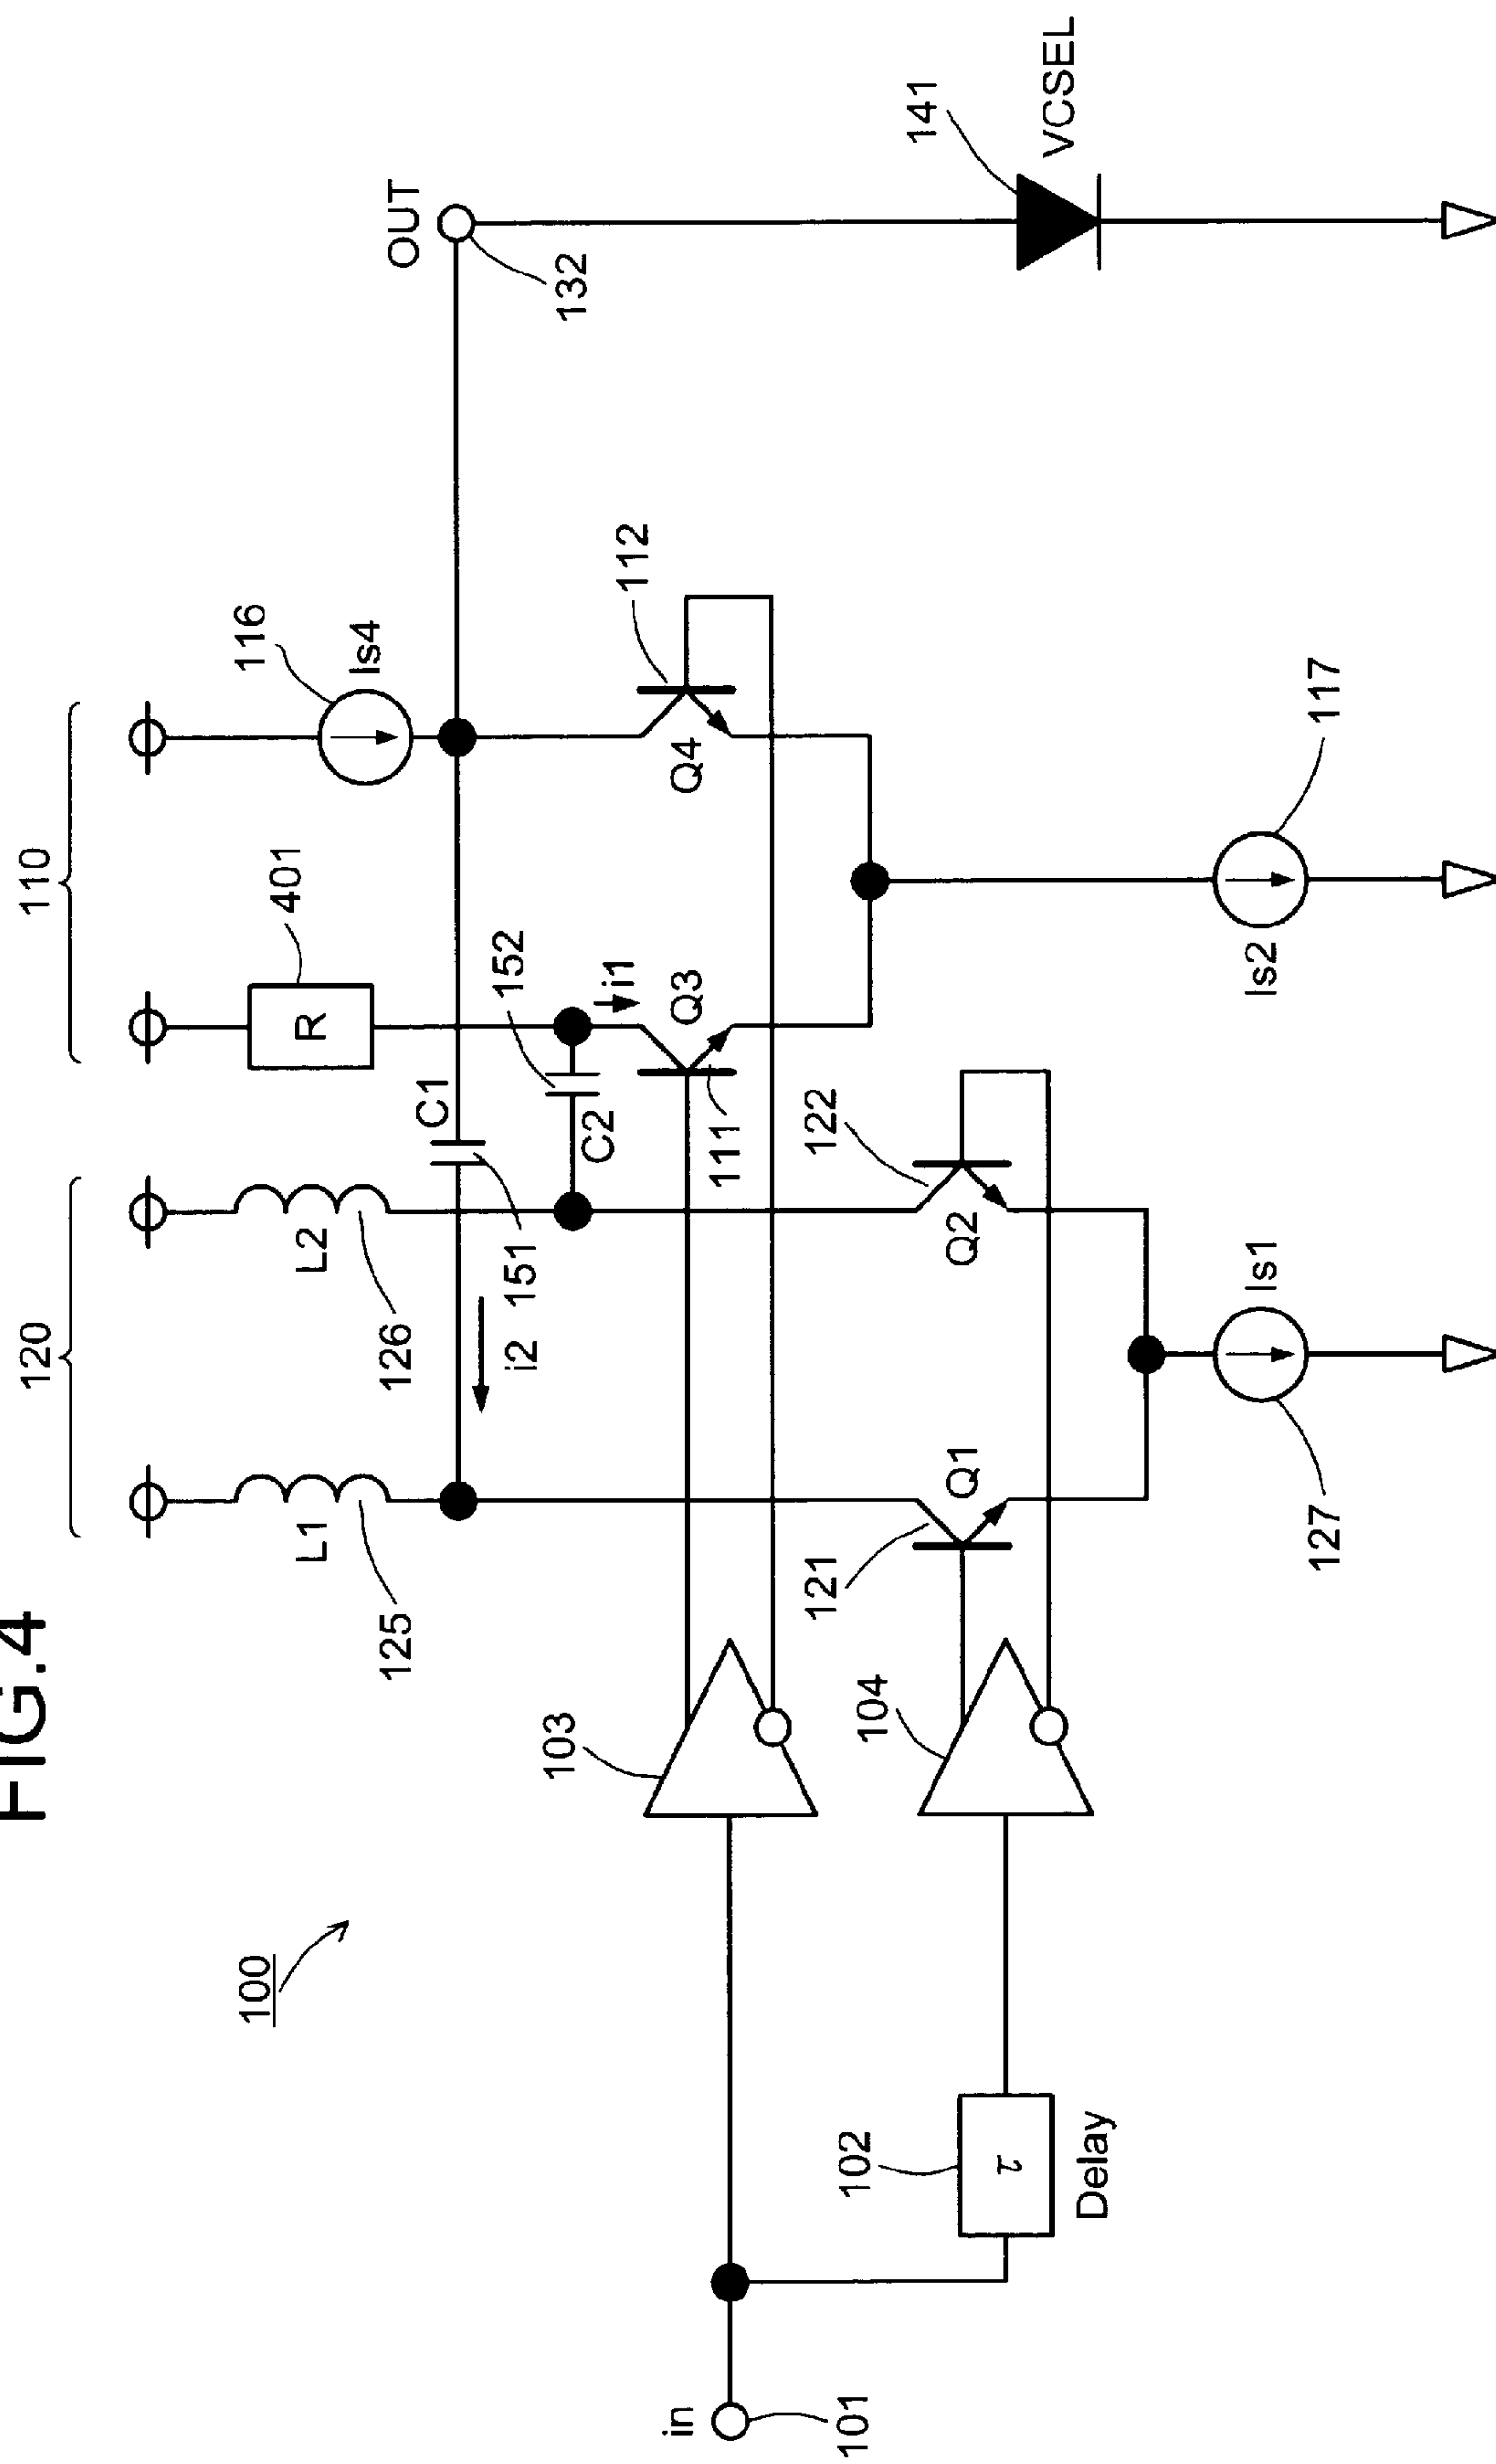 FIG.4
100
120
110
L1
125
L2
126
R
401
116
Is4
OUT
132
C1
151
i2
152
C2
i1
Q3
111
Q4
112
103
104
121
Q1
122
Q2
141
VCSEL
in
101
102
τ
Delay
127
Is1
Is2
117